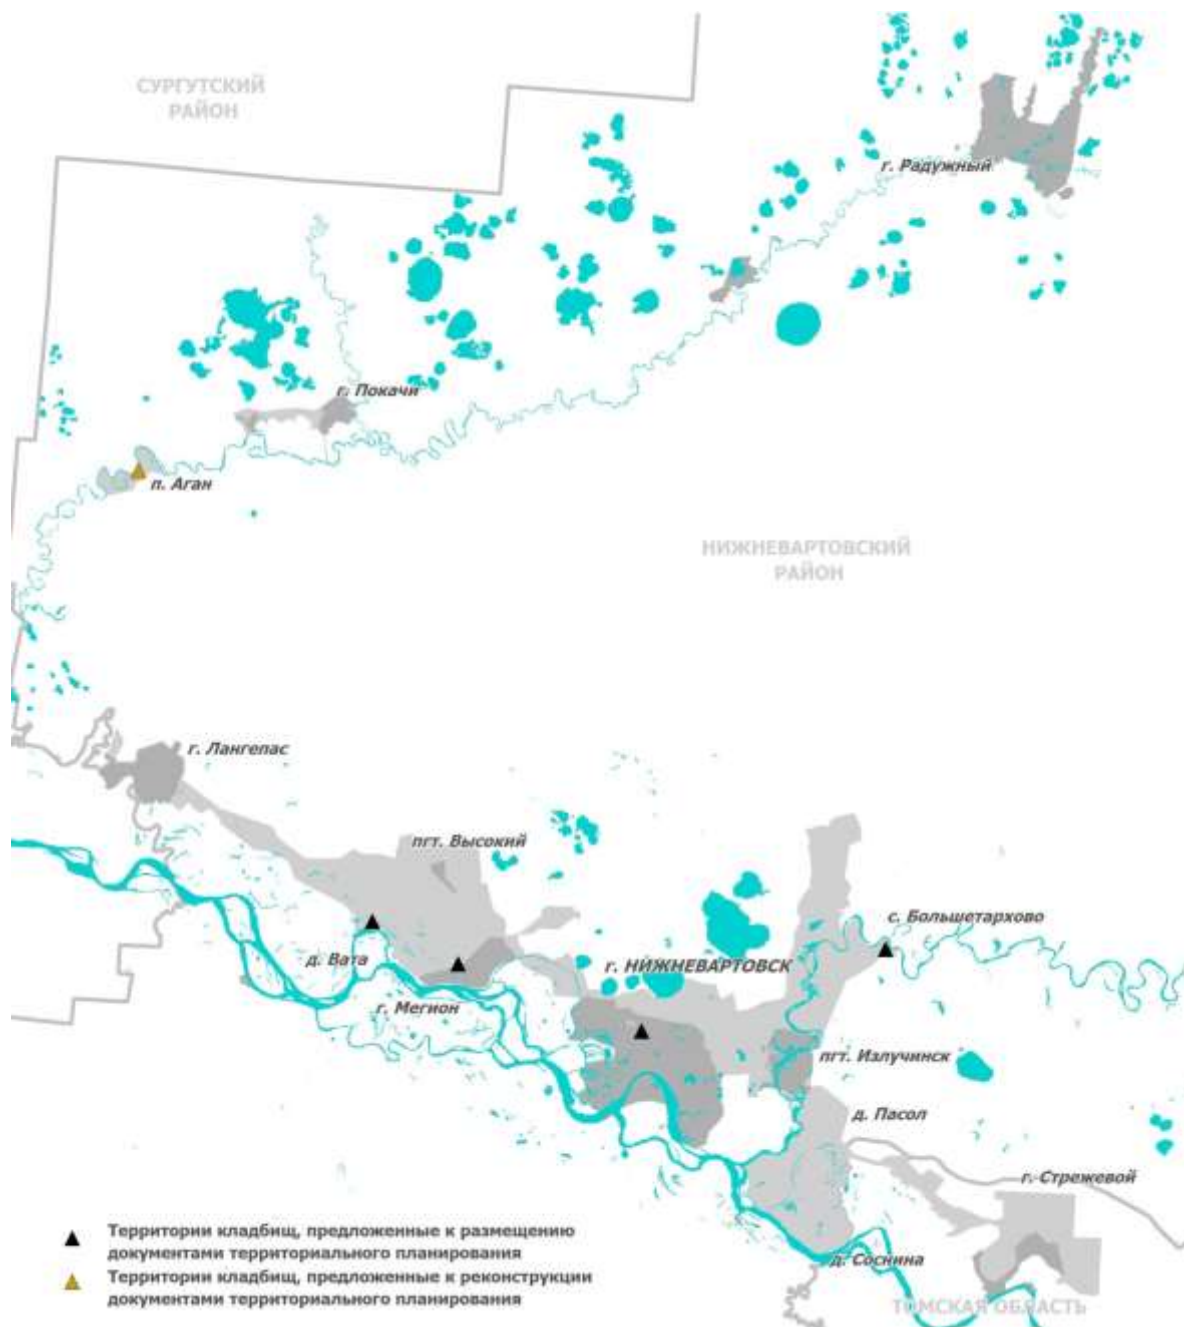 СУРГУТСКИЙ
РАЙОН
г. Радужный
г. Покачи
п. Аган
НИЖНЕВАРТОВСКИЙ
РАЙОН
г. Лангепас
пгт. Высокий
с. Большетархово
д. Вата
г. НИЖНЕВАРТОВСК
г. Мегион
пгт. Излучинск
д. Пасол
г. Стрежевой
Территории кладбищ, предложенные к размещению
документами территориального планирования
д. Соснина
Территории кладбищ, предложенные к реконструкции
документами территориального планирования
ТОМСКАЯ ОБЛАСТЬ